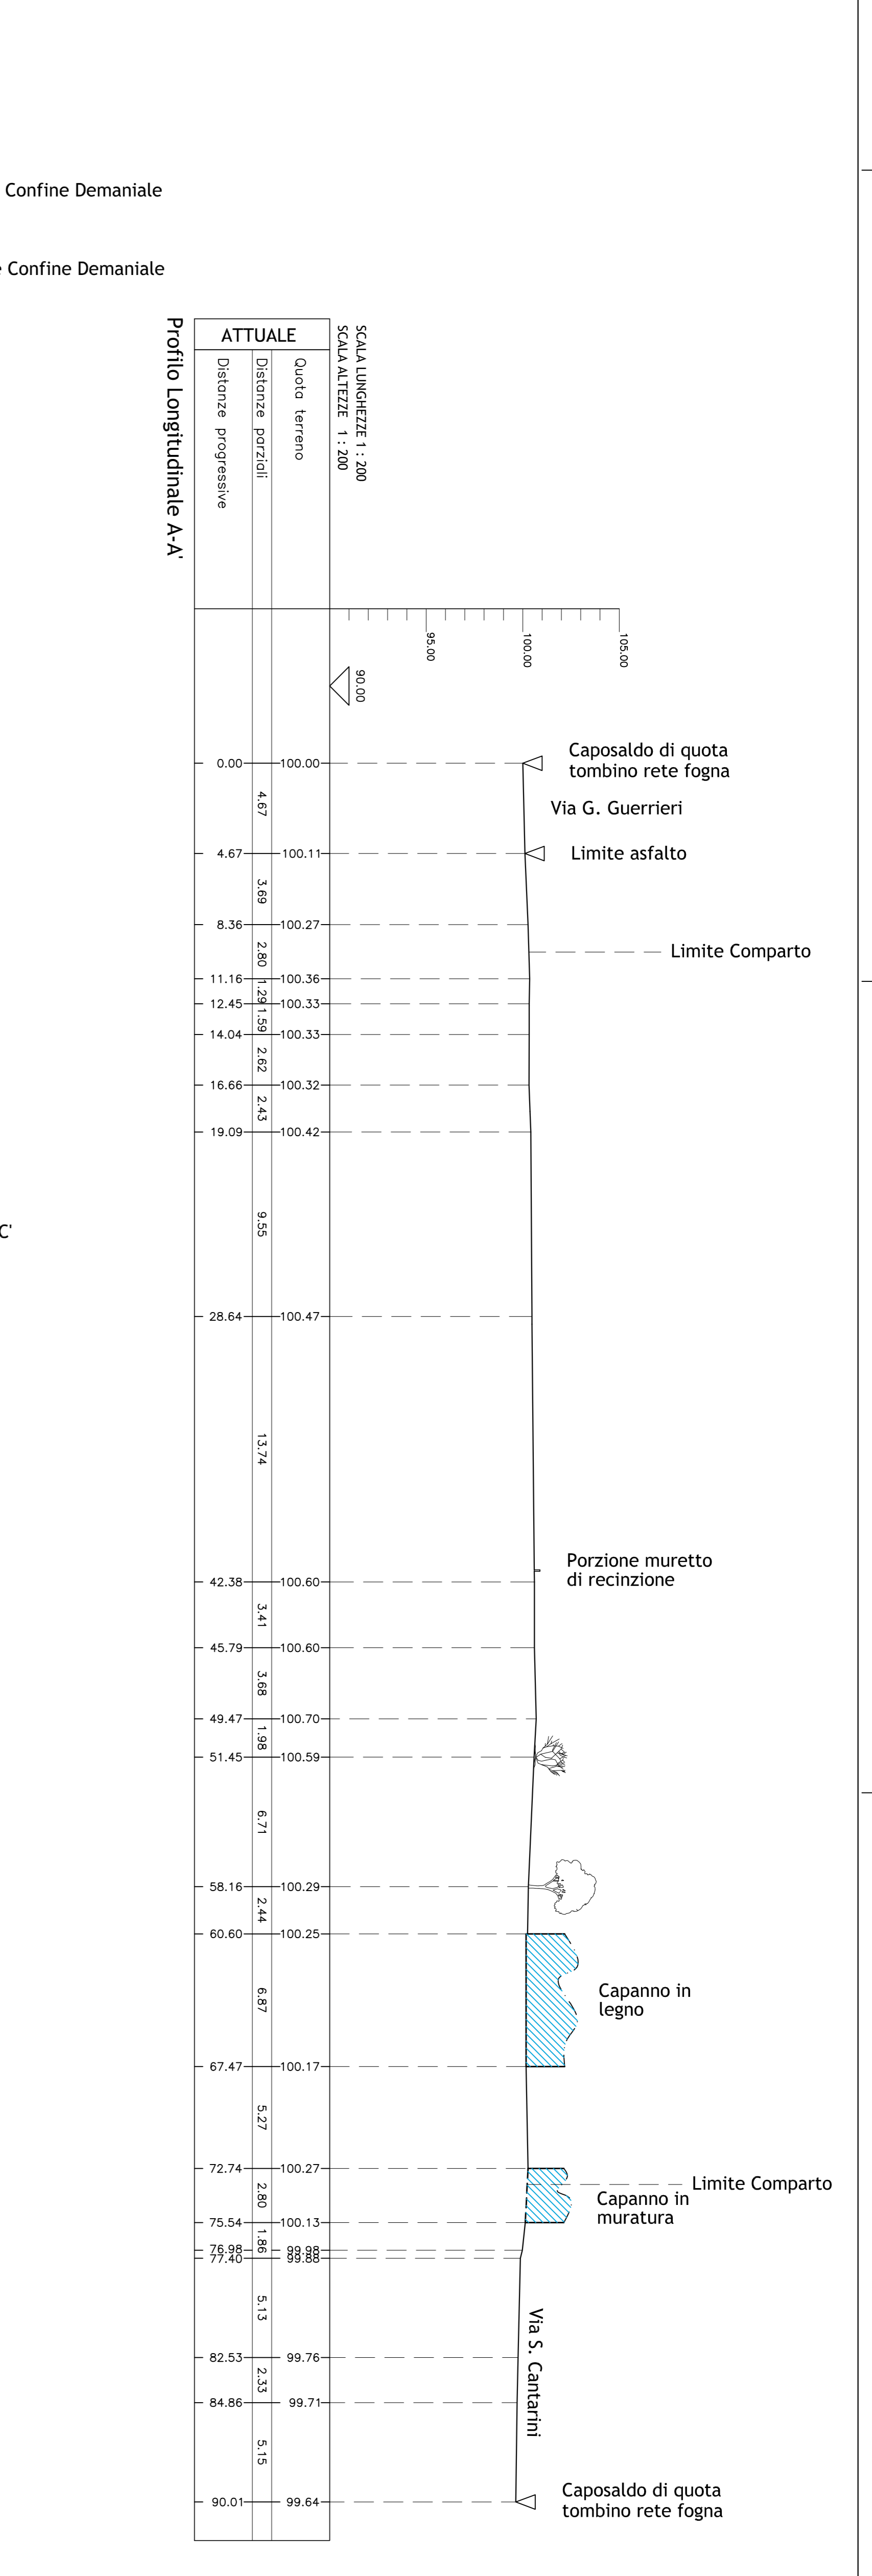 Confine Demaniale
e Confine Demaniale
C'
Profilo Longitudinale A-A'
SCALA LUNGHEZZE 1 : 200
SCALA ALTEZZE 1 : 200
ATTUALE
Distanze progressive
Distanze parziali
Quota terreno
95.00
100.00
105.00
90.00
Caposaldo di quota
tombino rete fogna
0.00 100.00
4.67
Via G. Guerrieri
4.67 100.11
Limite asfalto
3.69
8.36 100.27
2.80
Limite Comparto
11.16 100.36
1.29
12.45 100.33
1.59
14.04 100.33
2.62
16.66 100.32
2.43
19.09 100.42
9.55
28.64 100.47
13.74
Porzione muretto
di recinzione
42.38 100.60
3.41
45.79 100.60
3.68
49.47 100.70
1.98
51.45 100.59
6.71
58.16 100.29
2.44
60.60 100.25
6.87
Capanno in
legno
67.47 100.17
5.27
72.74 100.27
2.80
Limite Comparto
Capanno in
muratura
75.54 100.13
1.86
76.98 99.98
77.40 99.88
5.13
Via S. Cantarini
82.53 99.76
2.33
84.86 99.71
5.15
Caposaldo di quota
tombino rete fogna
90.01 99.64